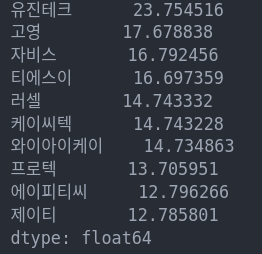 유진테크 23.754516
고영 17.678838
자비스 16.792456
티에스이 16.697359
러셀 14.743332
케이씨텍 14.743228
와이아이케이 14.734863
프로텍 13.705951
에이피티씨 12.796266
제이티 12.785801
dtype: float64